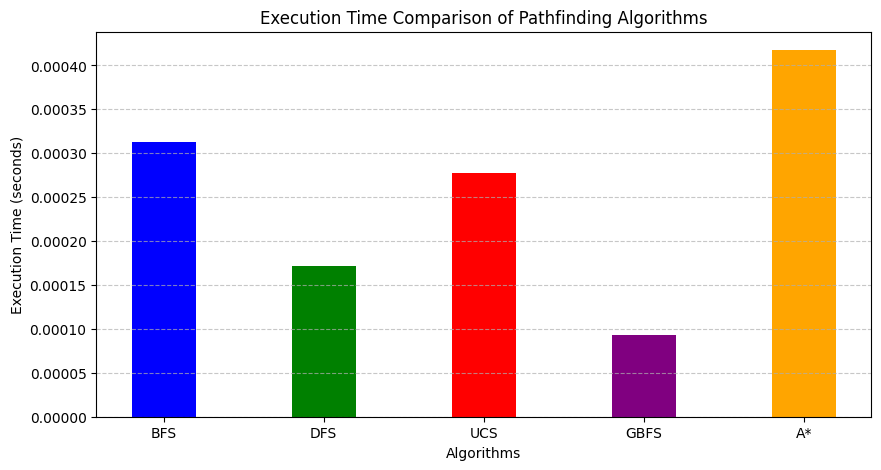 Execution Time Comparison of Pathfinding Algorithms
Execution Time (seconds)
0.00040
0.00035
0.00030
0.00025
0.00020
0.00015
0.00010
0.00005
0.00000
BFS DFS UCS GBFS A*
Algorithms